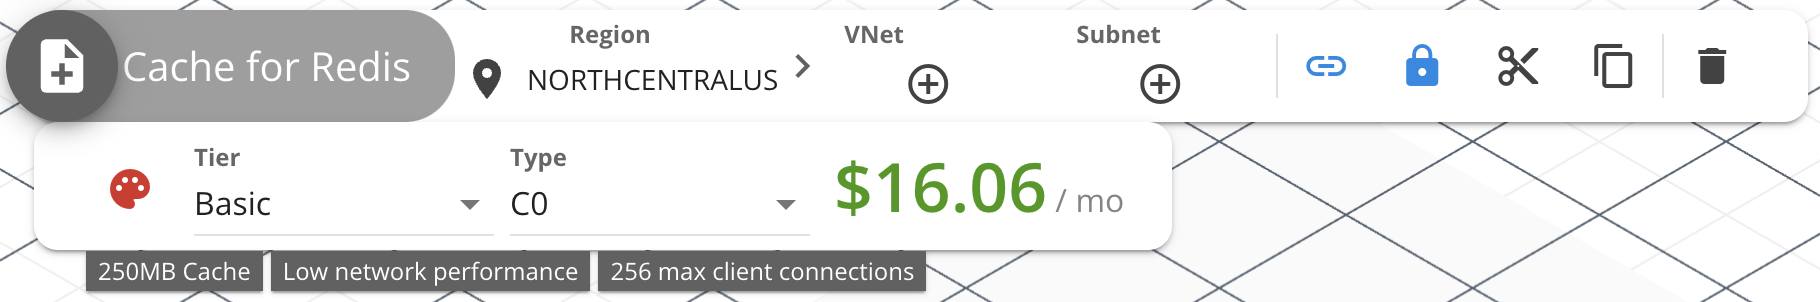 Cache for Redis
Region
NORTHCENTRALUS
VNet
Subnet
Tier
Basic
Type
C0
$16.06 / mo
250MB Cache
Low network performance
256 max client connections